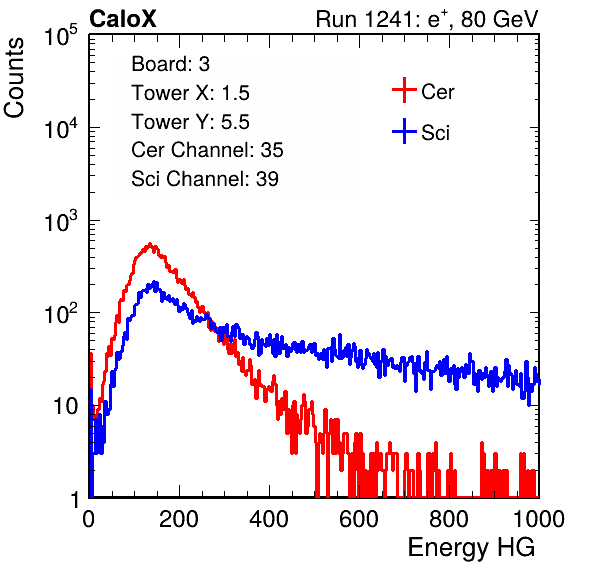 CaloX Run 1241: e⁺, 80 GeV
Counts
10⁵
10⁴
10³
10²
10
1
Board: 3
Tower X: 1.5
Tower Y: 5.5
Cer Channel: 35
Sci Channel: 39
Cer
Sci
0 200 400 600 800 1000
Energy HG